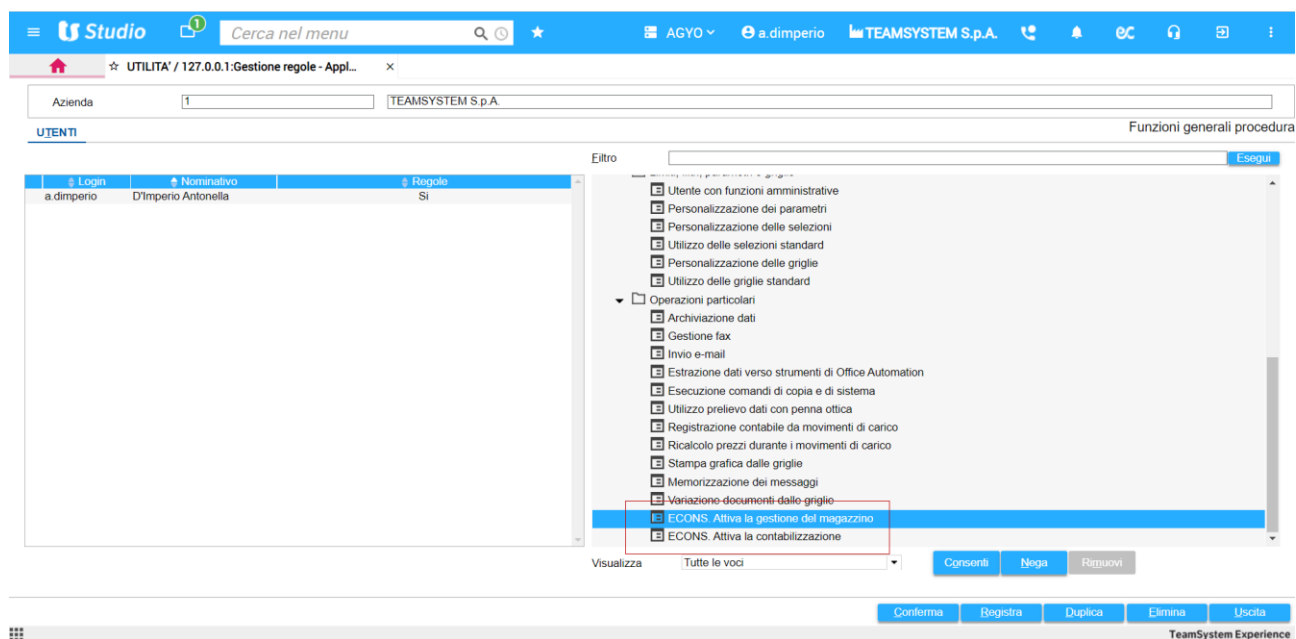 ts Studio 1 Cerca nel menu AGYO a.dimperio TEAMSYSTEM S.p.A. ec
UTILITA' / 127.0.0.1:Gestione regole - Appl... ×
Azienda 1 TEAMSYSTEM S.p.A.
UTENTI Funzioni generali procedura
Filtro Esegui
Login Nominativo Regole
a.dimperio D'Imperio Antonella Si
Utente con funzioni amministrative
Personalizzazione dei parametri
Personalizzazione delle selezioni
Utilizzo delle selezioni standard
Personalizzazione delle griglie
Utilizzo delle griglie standard
Operazioni particolari
Archiviazione dati
Gestione fax
Invio e-mail
Estrazione dati verso strumenti di Office Automation
Esecuzione comandi di copia e di sistema
Utilizzo prelievo dati con penna ottica
Registrazione contabile da movimenti di carico
Ricalcolo prezzi durante i movimenti di carico
Stampa grafica dalle griglie
Memorizzazione dei messaggi
Variazione documenti dalle griglie
ECONS. Attiva la gestione del magazzino
ECONS. Attiva la contabilizzazione
Visualizza Tutte le voci Consenti Nega Rimuovi
Conferma Registra Duplica Elimina Uscita
TeamSystem Experience